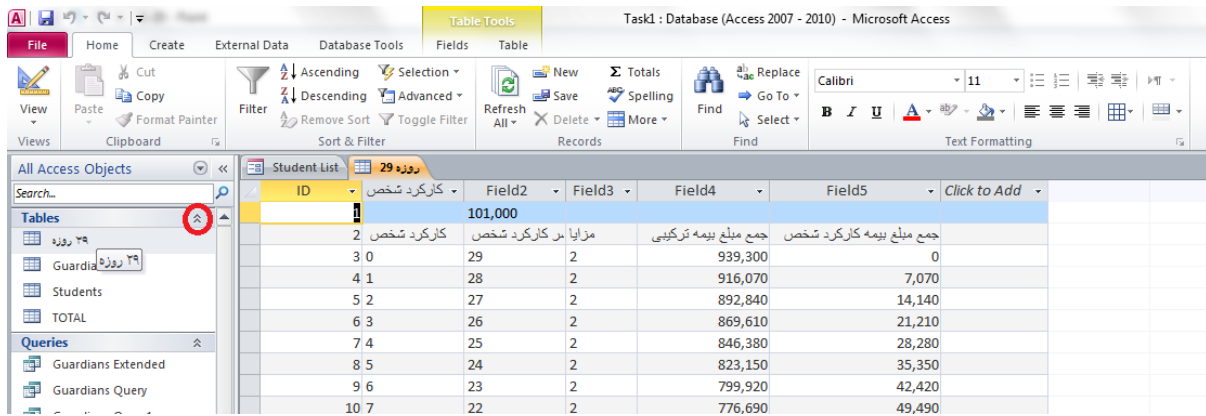 Task1 : Database (Access 2007 - 2010) - Microsoft Access
Table Tools
File Home Create External Data Database Tools Fields Table
View
Views
Paste
Cut
Copy
Format Painter
Clipboard
Filter
Ascending
Descending
Remove Sort
Selection
Advanced
Toggle Filter
Sort & Filter
Refresh All
New
Save
Delete
Totals
Spelling
More
Records
Find
Replace
Go To
Select
Find
Calibri 11
B I U A
Text Formatting
All Access Objects
Search...
Tables
۲۹ روزه
Guardia
۲۹ روزه
Students
TOTAL
Queries
Guardians Extended
Guardians Query
Student List روزه 29
ID کارکرد شخص Field2 Field3 Field4 Field5 Click to Add
1 101,000
2 کارکرد شخص بر کارکرد شخص مزایا جمع مبلغ بیمه ترکیبی جمع مبلغ بیمه کارکرد شخص
3 0 29 2 939,300 0
4 1 28 2 916,070 7,070
5 2 27 2 892,840 14,140
6 3 26 2 869,610 21,210
7 4 25 2 846,380 28,280
8 5 24 2 823,150 35,350
9 6 23 2 799,920 42,420
10 7 22 2 776,690 49,490